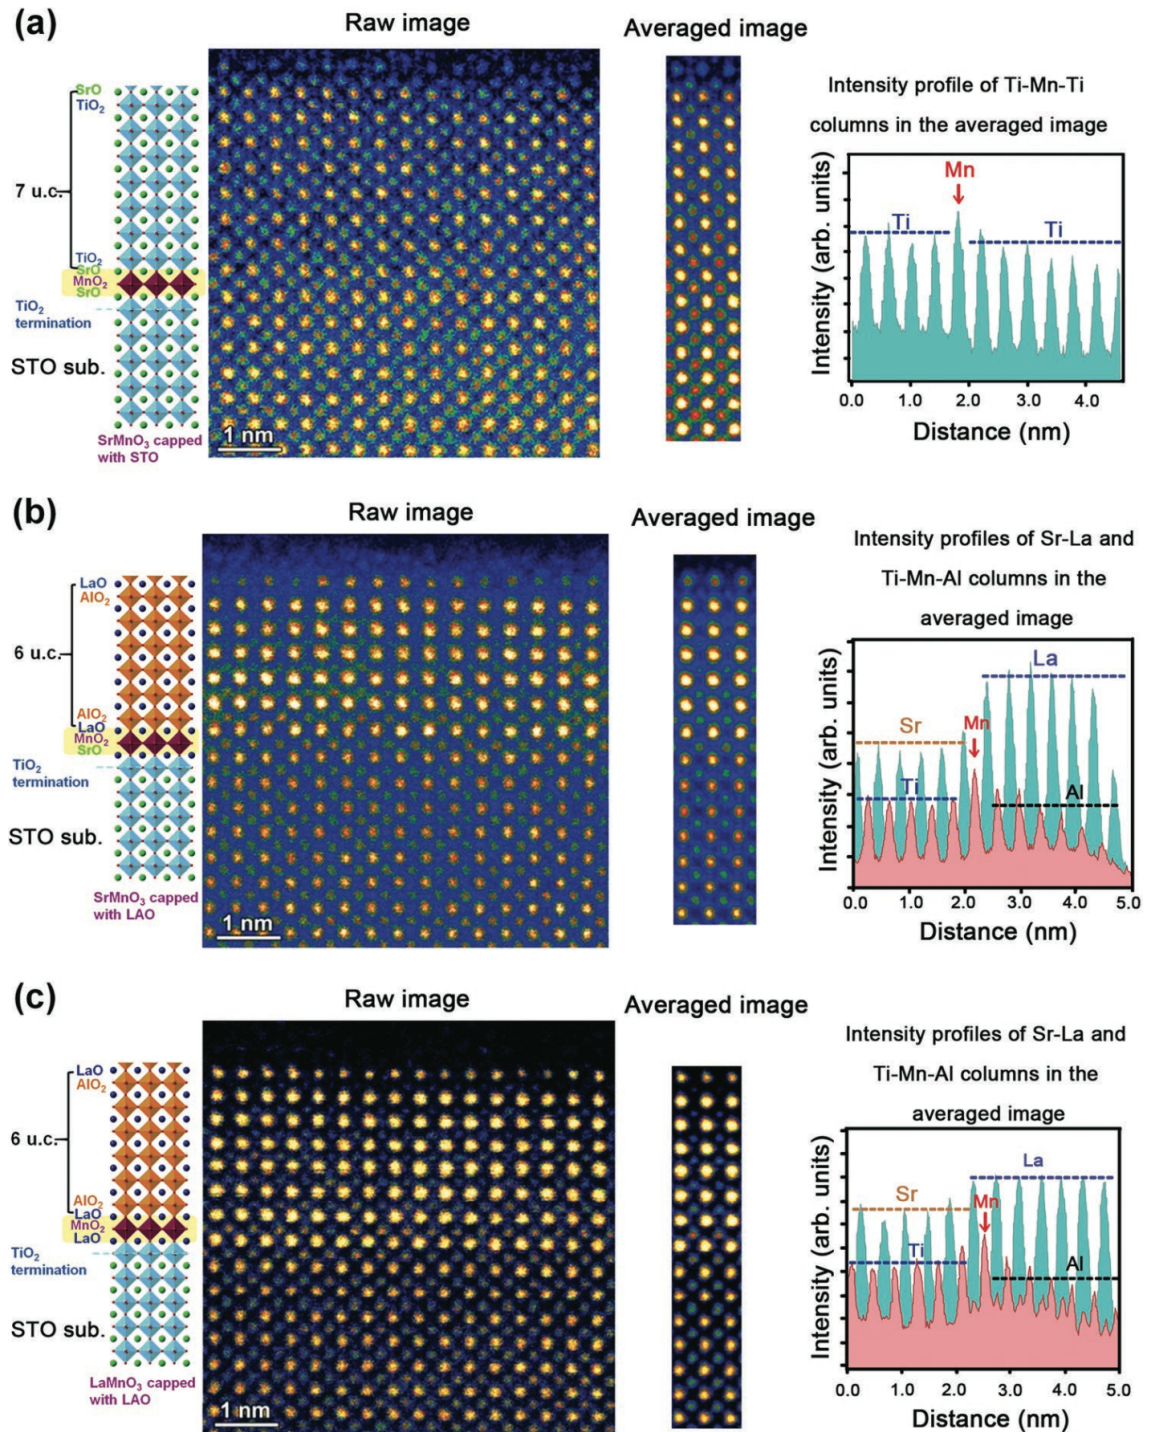 (a)
Raw image
Averaged image
Intensity profile of Ti-Mn-Ti
columns in the averaged image
SrO
TiO2
7 u.c.
TiO2
SrO
MnO2
SrO
TiO2
termination
STO sub.
SrMnO3 capped
with STO
1 nm
Intensity (arb. units)
Mn
Ti
Ti
0.0 1.0 2.0 3.0 4.0
Distance (nm)
(b)
Raw image
Averaged image
Intensity profiles of Sr-La and
Ti-Mn-Al columns in the
averaged image
LaO
AlO2
6 u.c.
AlO2
LaO
MnO2
SrO
TiO2
termination
STO sub.
SrMnO3 capped
with LAO
1 nm
Intensity (arb. units)
La
Sr
Mn
Ti
Al
0.0 1.0 2.0 3.0 4.0 5.0
Distance (nm)
(c)
Raw image
Averaged image
Intensity profiles of Sr-La and
Ti-Mn-Al columns in the
averaged image
LaO
AlO2
6 u.c.
AlO2
LaO
MnO2
LaO
TiO2
termination
STO sub.
LaMnO3 capped
with LAO
1 nm
Intensity (arb. units)
La
Sr
Mn
Ti
Al
0.0 1.0 2.0 3.0 4.0 5.0
Distance (nm)